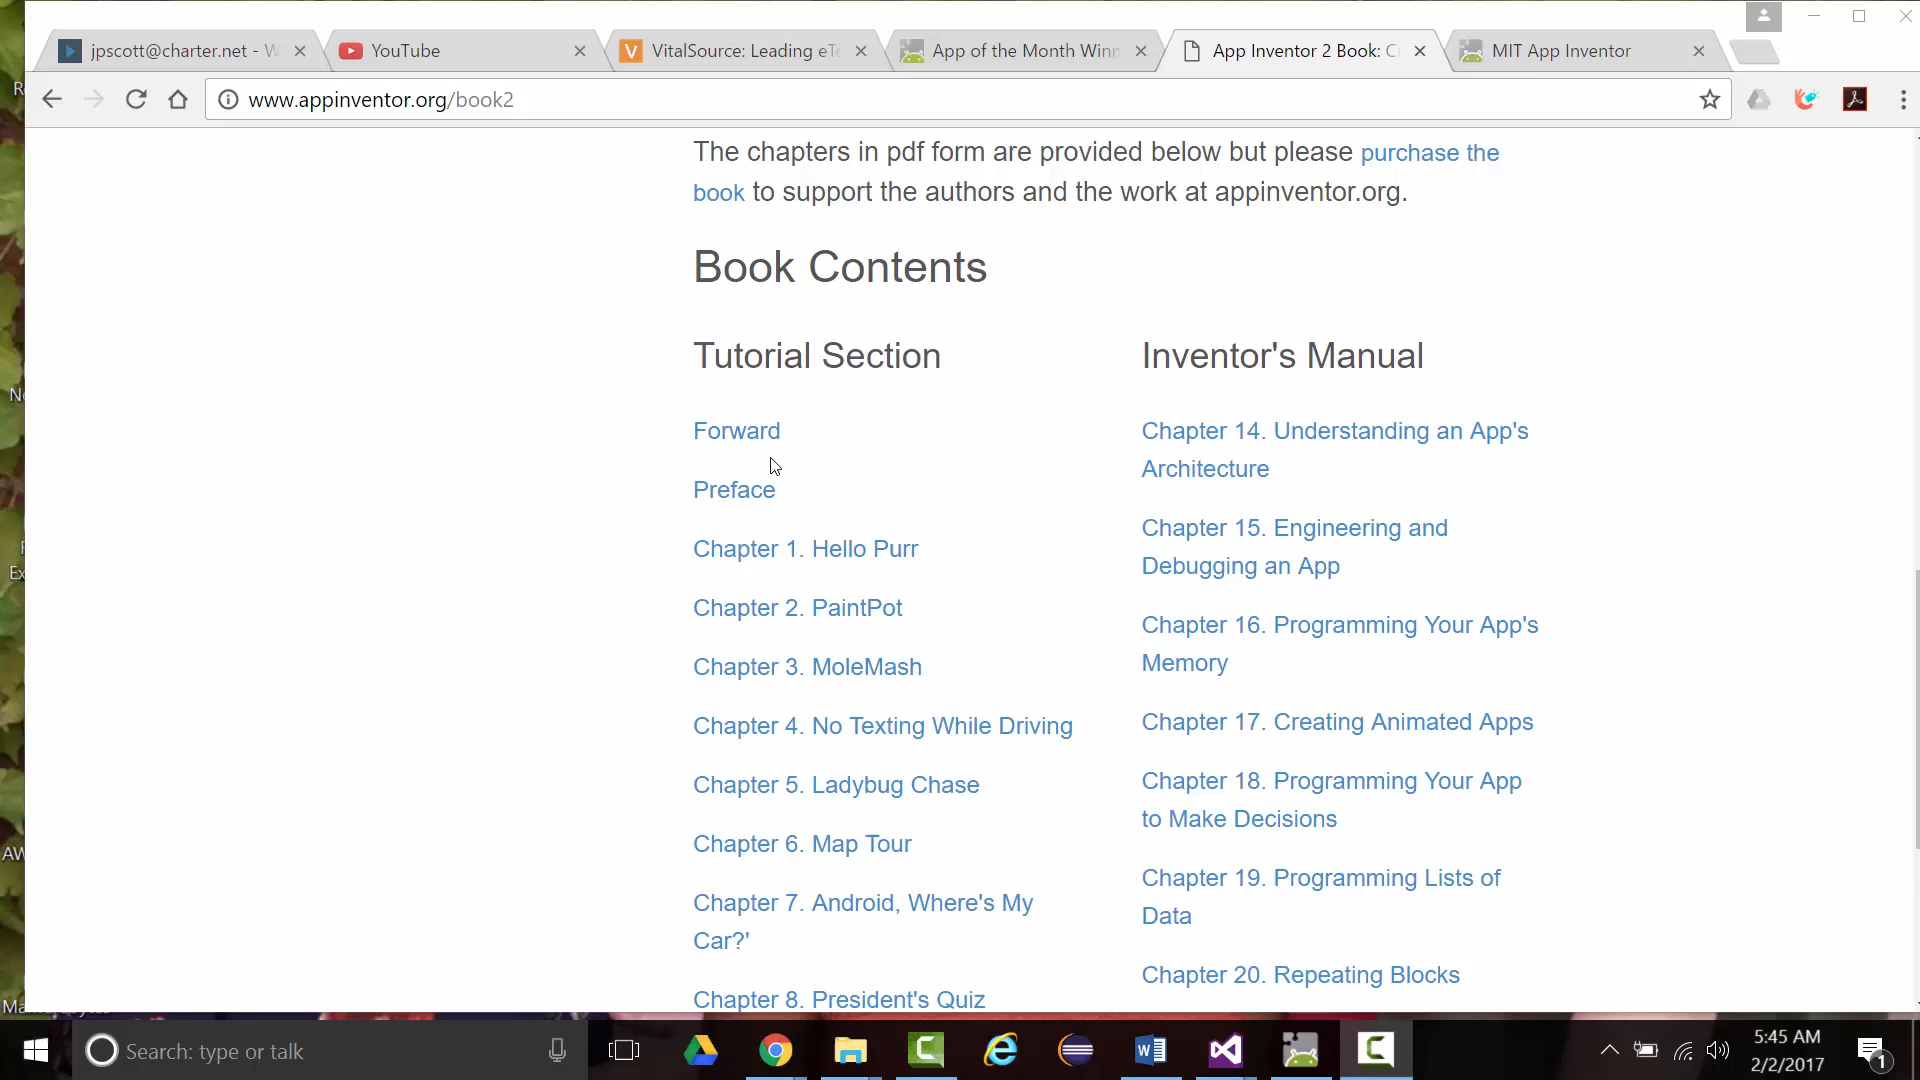 jpscott@charter.net - W
YouTube
VitalSource: Leading eTe
App of the Month Winn
App Inventor 2 Book: C
MIT App Inventor
www.appinventor.org/book2
The chapters in pdf form are provided below but please purchase the
book to support the authors and the work at appinventor.org.
Book Contents
Tutorial Section
Forward
Preface
Chapter 1. Hello Purr
Chapter 2. PaintPot
Chapter 3. MoleMash
Chapter 4. No Texting While Driving
Chapter 5. Ladybug Chase
Chapter 6. Map Tour
Chapter 7. Android, Where's My
Car?'
Chapter 8. President's Quiz
Inventor's Manual
Chapter 14. Understanding an App's
Architecture
Chapter 15. Engineering and
Debugging an App
Chapter 16. Programming Your App's
Memory
Chapter 17. Creating Animated Apps
Chapter 18. Programming Your App
to Make Decisions
Chapter 19. Programming Lists of
Data
Chapter 20. Repeating Blocks
Search: type or talk
5:45 AM
2/2/2017
1